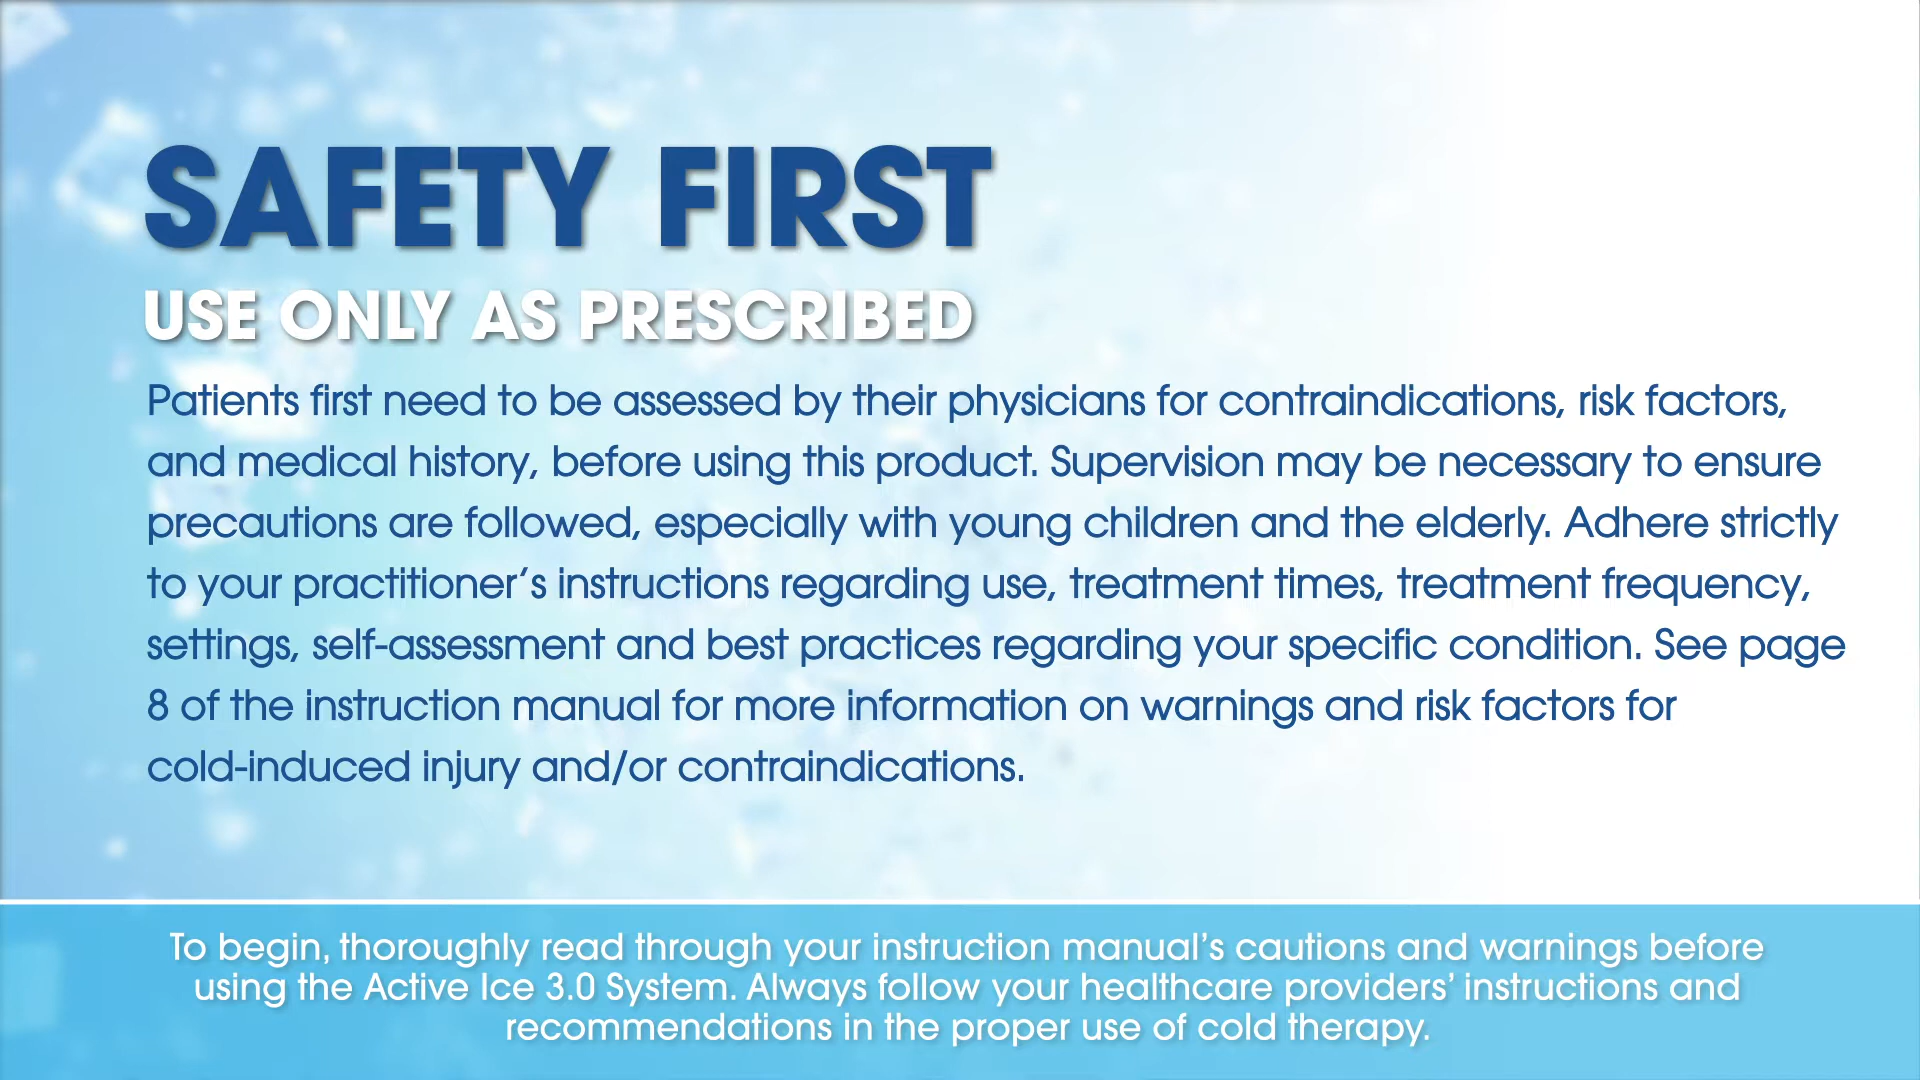 SAFETY FIRST
USE ONLY AS PRESCRIBED
Patients first need to be assessed by their physicians for contraindications, risk factors,
and medical history, before using this product. Supervision may be necessary to ensure
precautions are followed, especially with young children and the elderly. Adhere strictly
to your practitioner’s instructions regarding use, treatment times, treatment frequency,
settings, self-assessment and best practices regarding your specific condition. See page
8 of the instruction manual for more information on warnings and risk factors for
cold-induced injury and/or contraindications.
To begin, thoroughly read through your instruction manual’s cautions and warnings before
using the Active Ice 3.0 System. Always follow your healthcare providers’ instructions and
recommendations in the proper use of cold therapy.